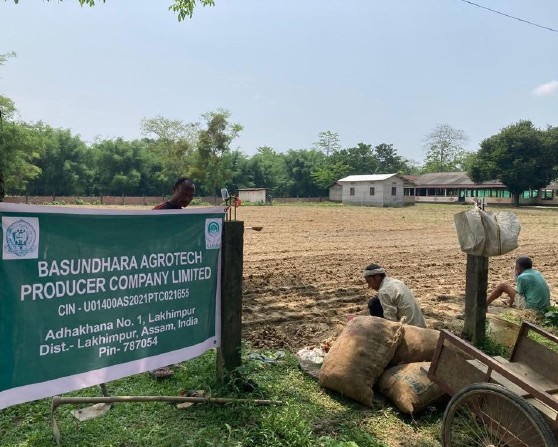 BASUNDHARA AGROTECH
PRODUCER COMPANY LIMITED
CIN - U01400AS2021PTC021655
Adhakhana No. 1, Lakhimpur,
Dist.- Lakhimpur, Assam, India
Pin- 787054